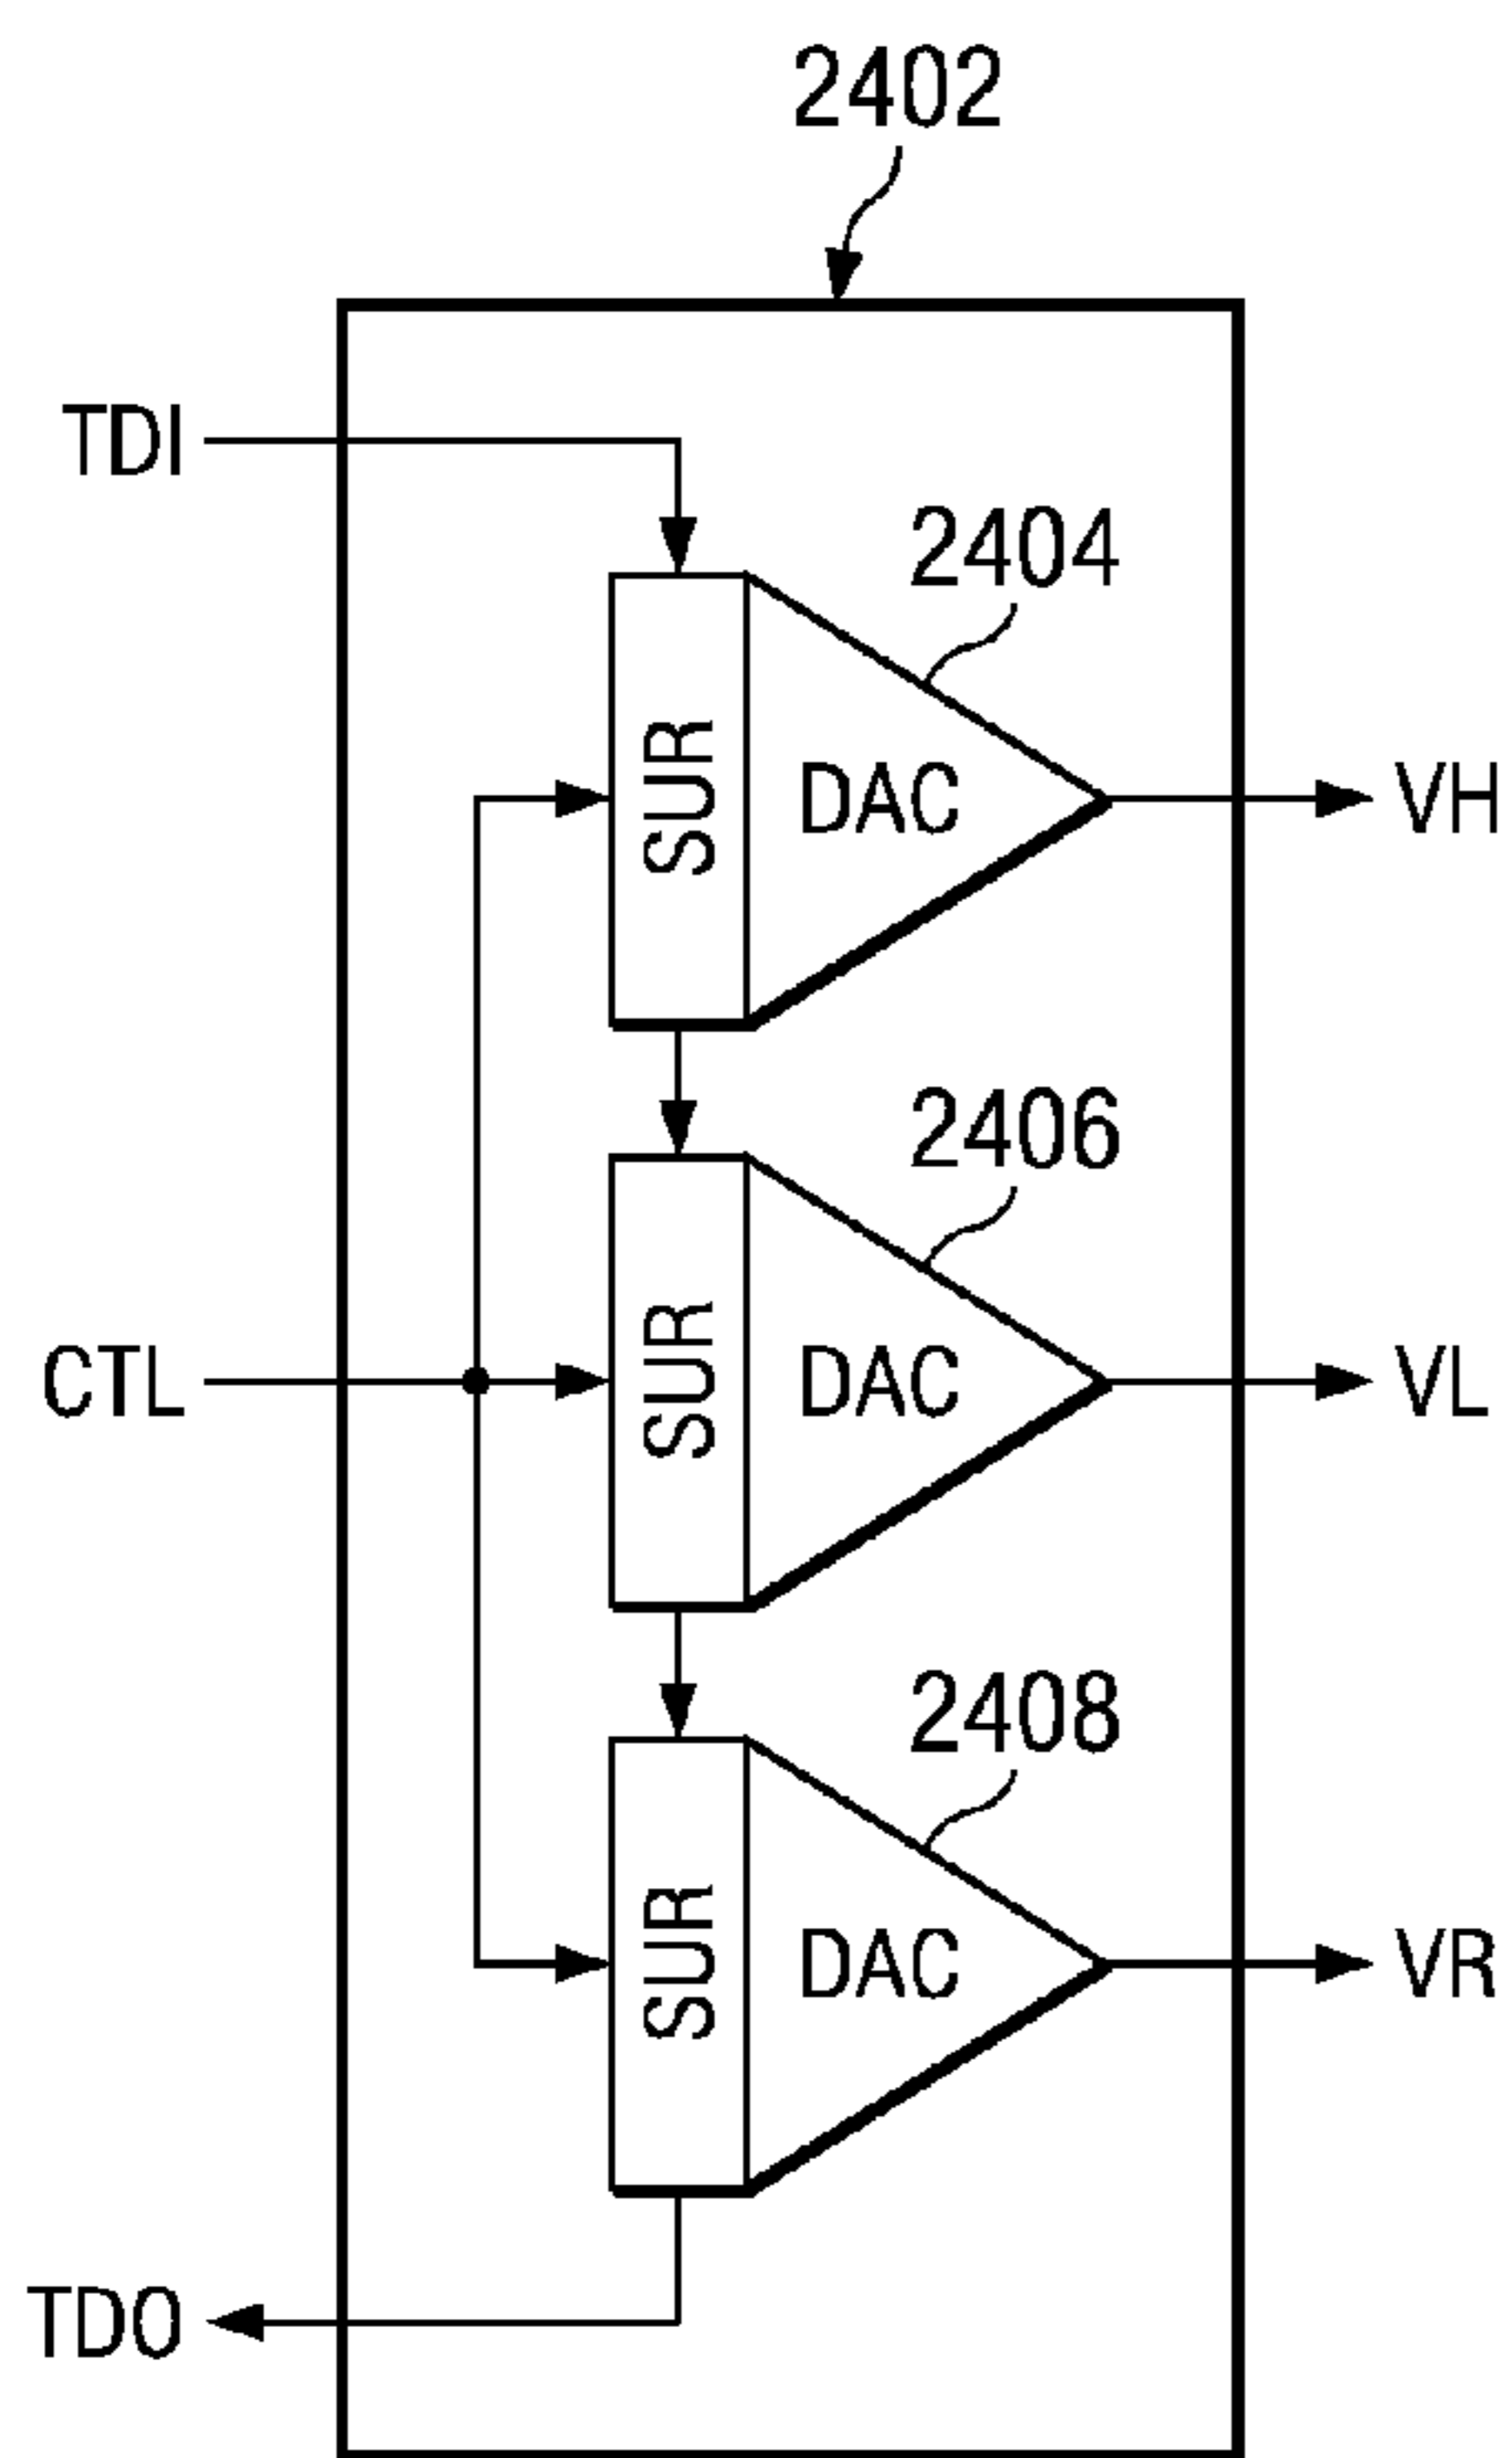 2402
TDI
2404
SUR
DAC
VH
2406
CTL
SUR
DAC
VL
2408
SUR
DAC
VR
TDO